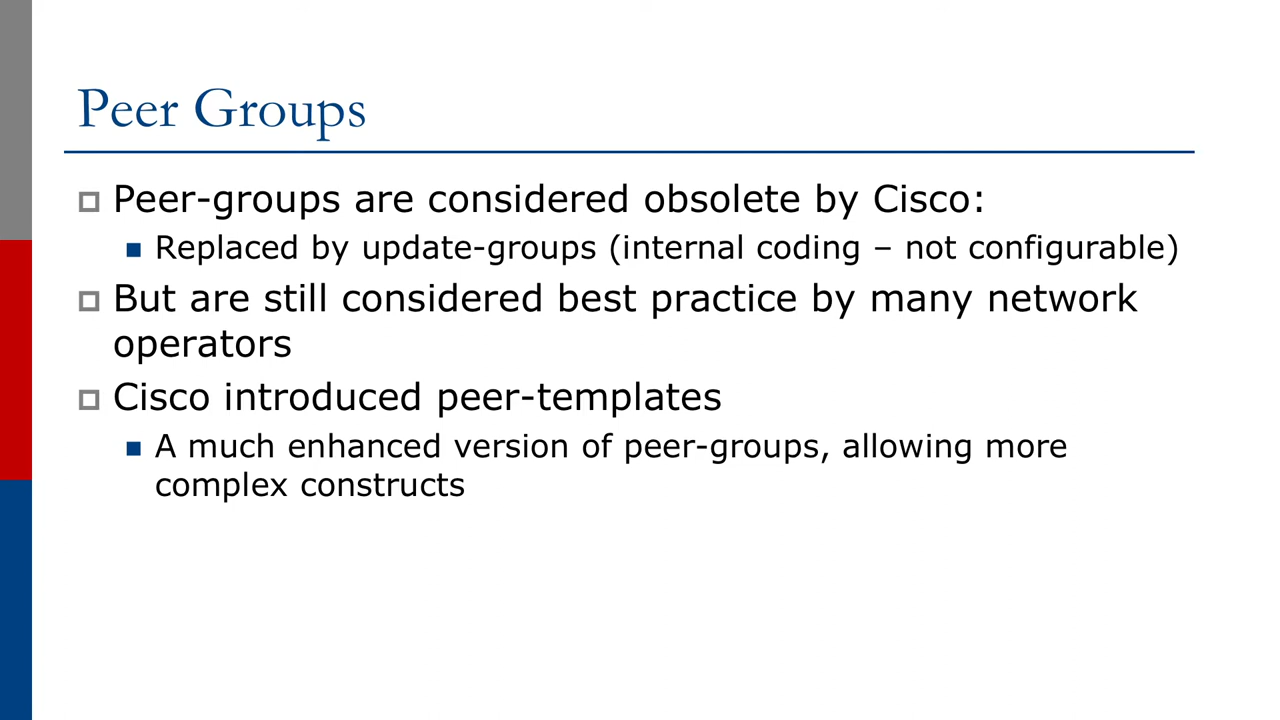 Peer Groups
Peer-groups are considered obsolete by Cisco:
Replaced by update-groups (internal coding – not configurable)
But are still considered best practice by many network
operators
Cisco introduced peer-templates
A much enhanced version of peer-groups, allowing more
complex constructs